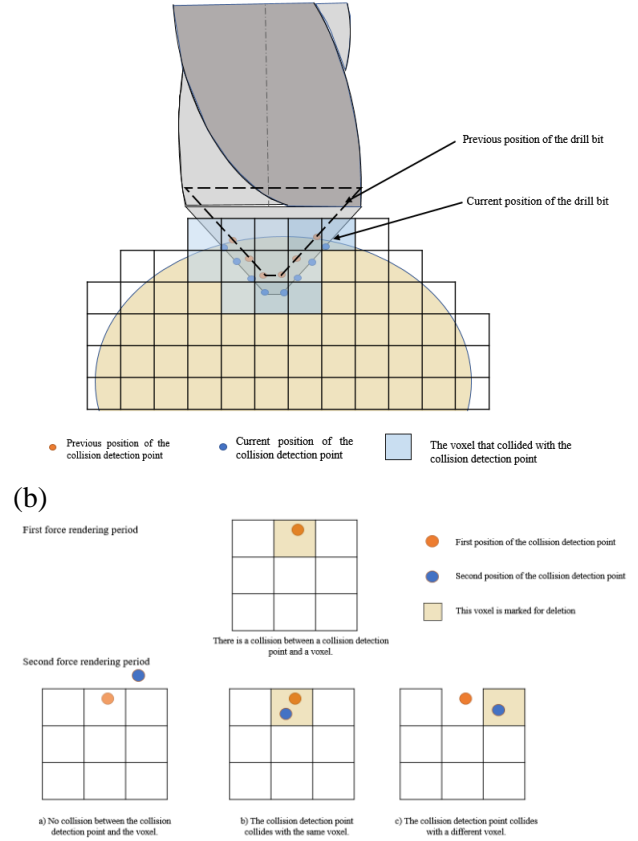 Previous position of the drill bit
Current position of the drill bit
Previous position of the
collision detection point
Current position of the
collision detection point
The voxel that collided with the
collision detection point
(b)
First force rendering period
First position of the collision detection point
Second position of the collision detection point
This voxel is marked for deletion
There is a collision between a collision detection
point and a voxel.
Second force rendering period
a) No collision between the collision
detection point and the voxel.
b) The collision detection point
collides with the same voxel.
c) The collision detection point collides
with a different voxel.